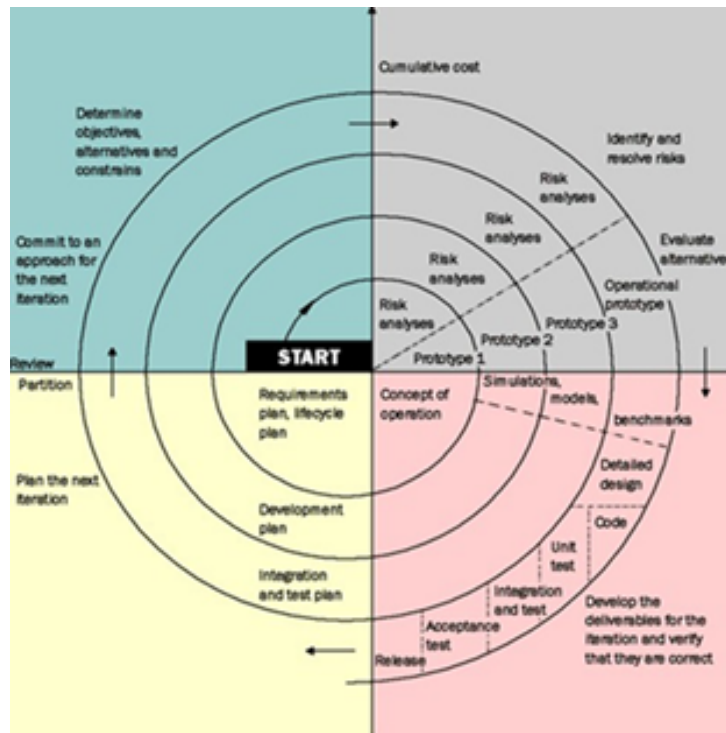 Cumulative cost
Determine
objectives,
alternatives and
constrains
Identify and
resolve risks
Risk
analyses
Risk
analyses
Commit to an
approach for
the next
iteration
Evaluate
alternative
Risk
analyses
Operational
prototype
Risk
analyses
Prototype 3
Prototype 2
START
Prototype 1
Review
Partition
Requirements
plan, lifecycle
plan
Concept of
operation
Simulations,
models,
benchmarks
Plan the next
iteration
Detailed
design
Development
plan
Code
Unit
test
Integration
and test plan
Integration
and test
Develop the
deliverables for the
iteration and verify
that they are correct
Acceptance
test
Release